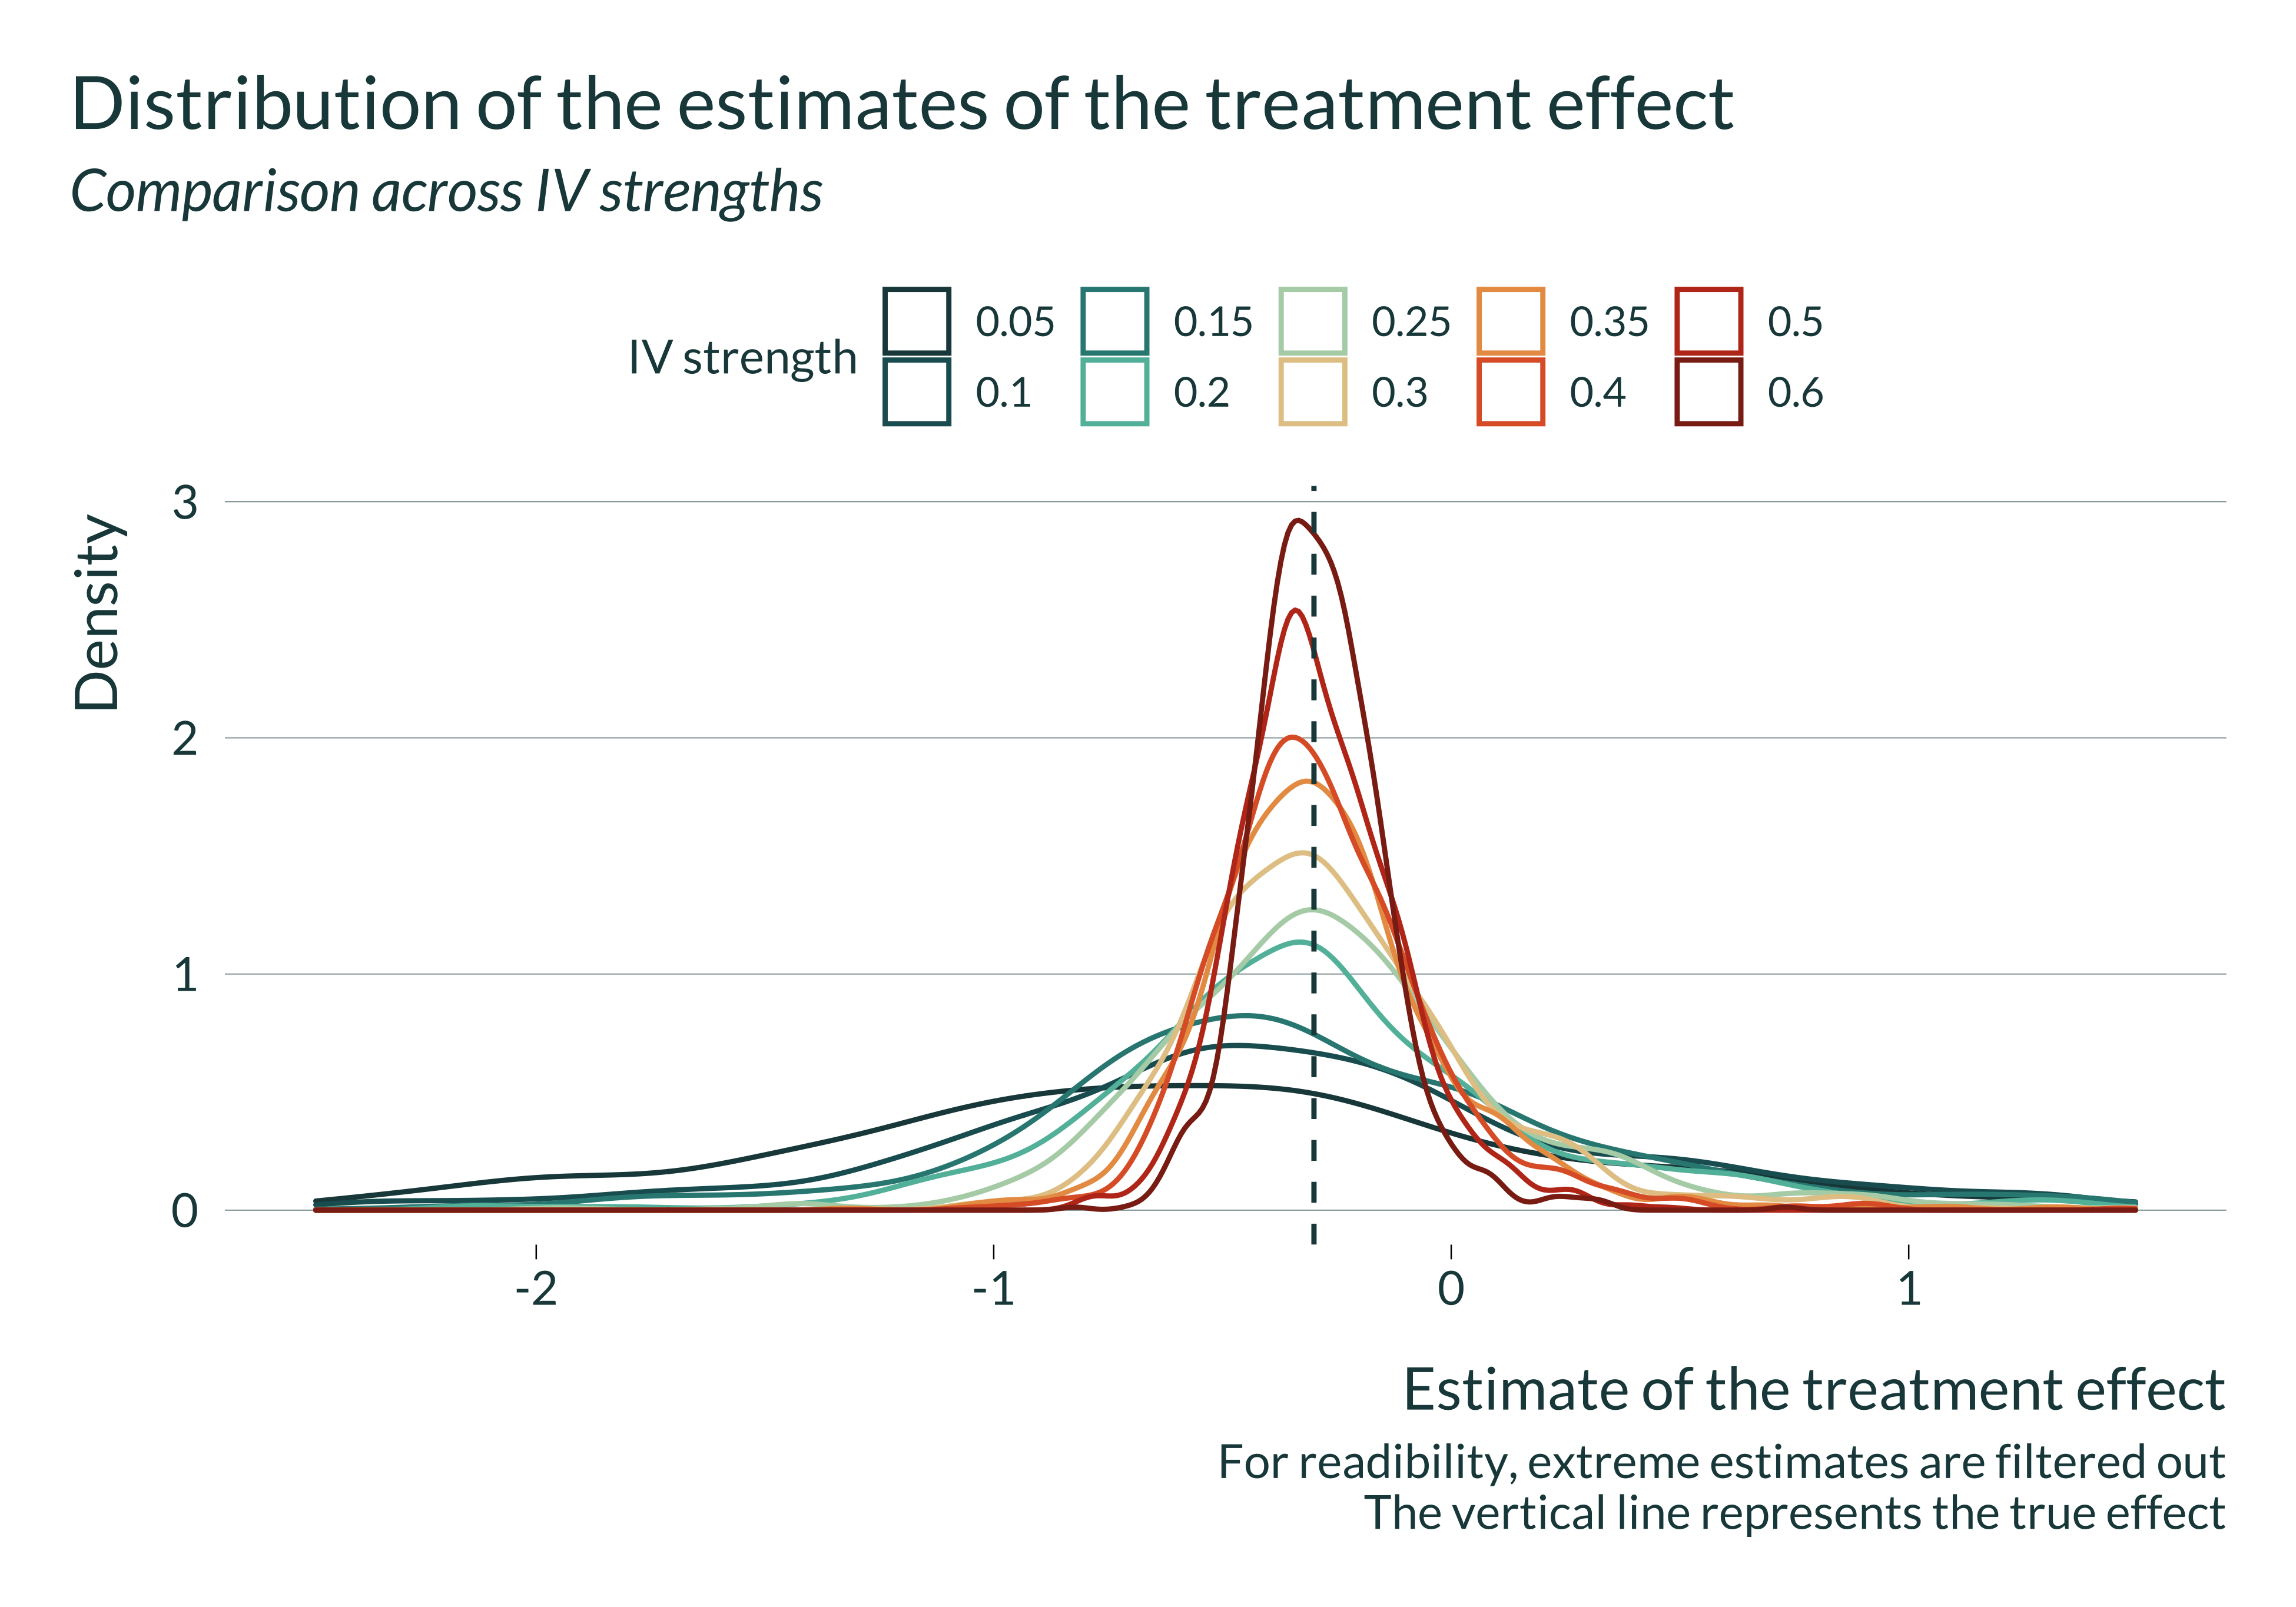 Distribution of the estimates of the treatment effect
Comparison across IV strengths
IV strength
0.05 0.15 0.25 0.35 0.5
0.1 0.2 0.3 0.4 0.6
Density
3
2
1
0
-2 -1 0 1
Estimate of the treatment effect
For readibility, extreme estimates are filtered out
The vertical line represents the true effect